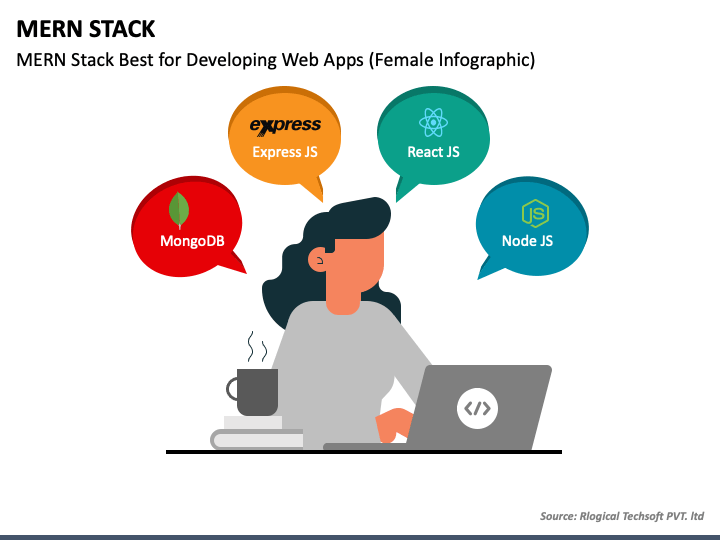 MERN STACK
MERN Stack Best for Developing Web Apps (Female Infographic)
express
Express JS
React JS
MongoDB
JS
Node JS
</>
Source: Rlogical Techsoft PVT. ltd